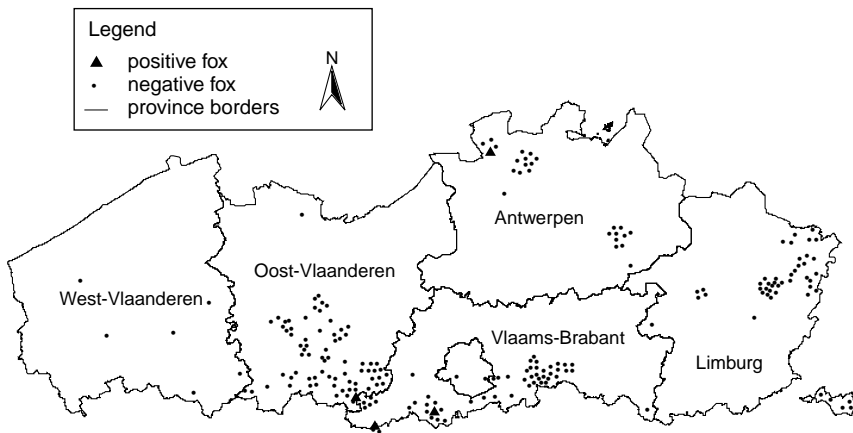 Legend
positive fox
negative fox
province borders
N
Antwerpen
Oost-Vlaanderen
West-Vlaanderen
Vlaams-Brabant
Limburg